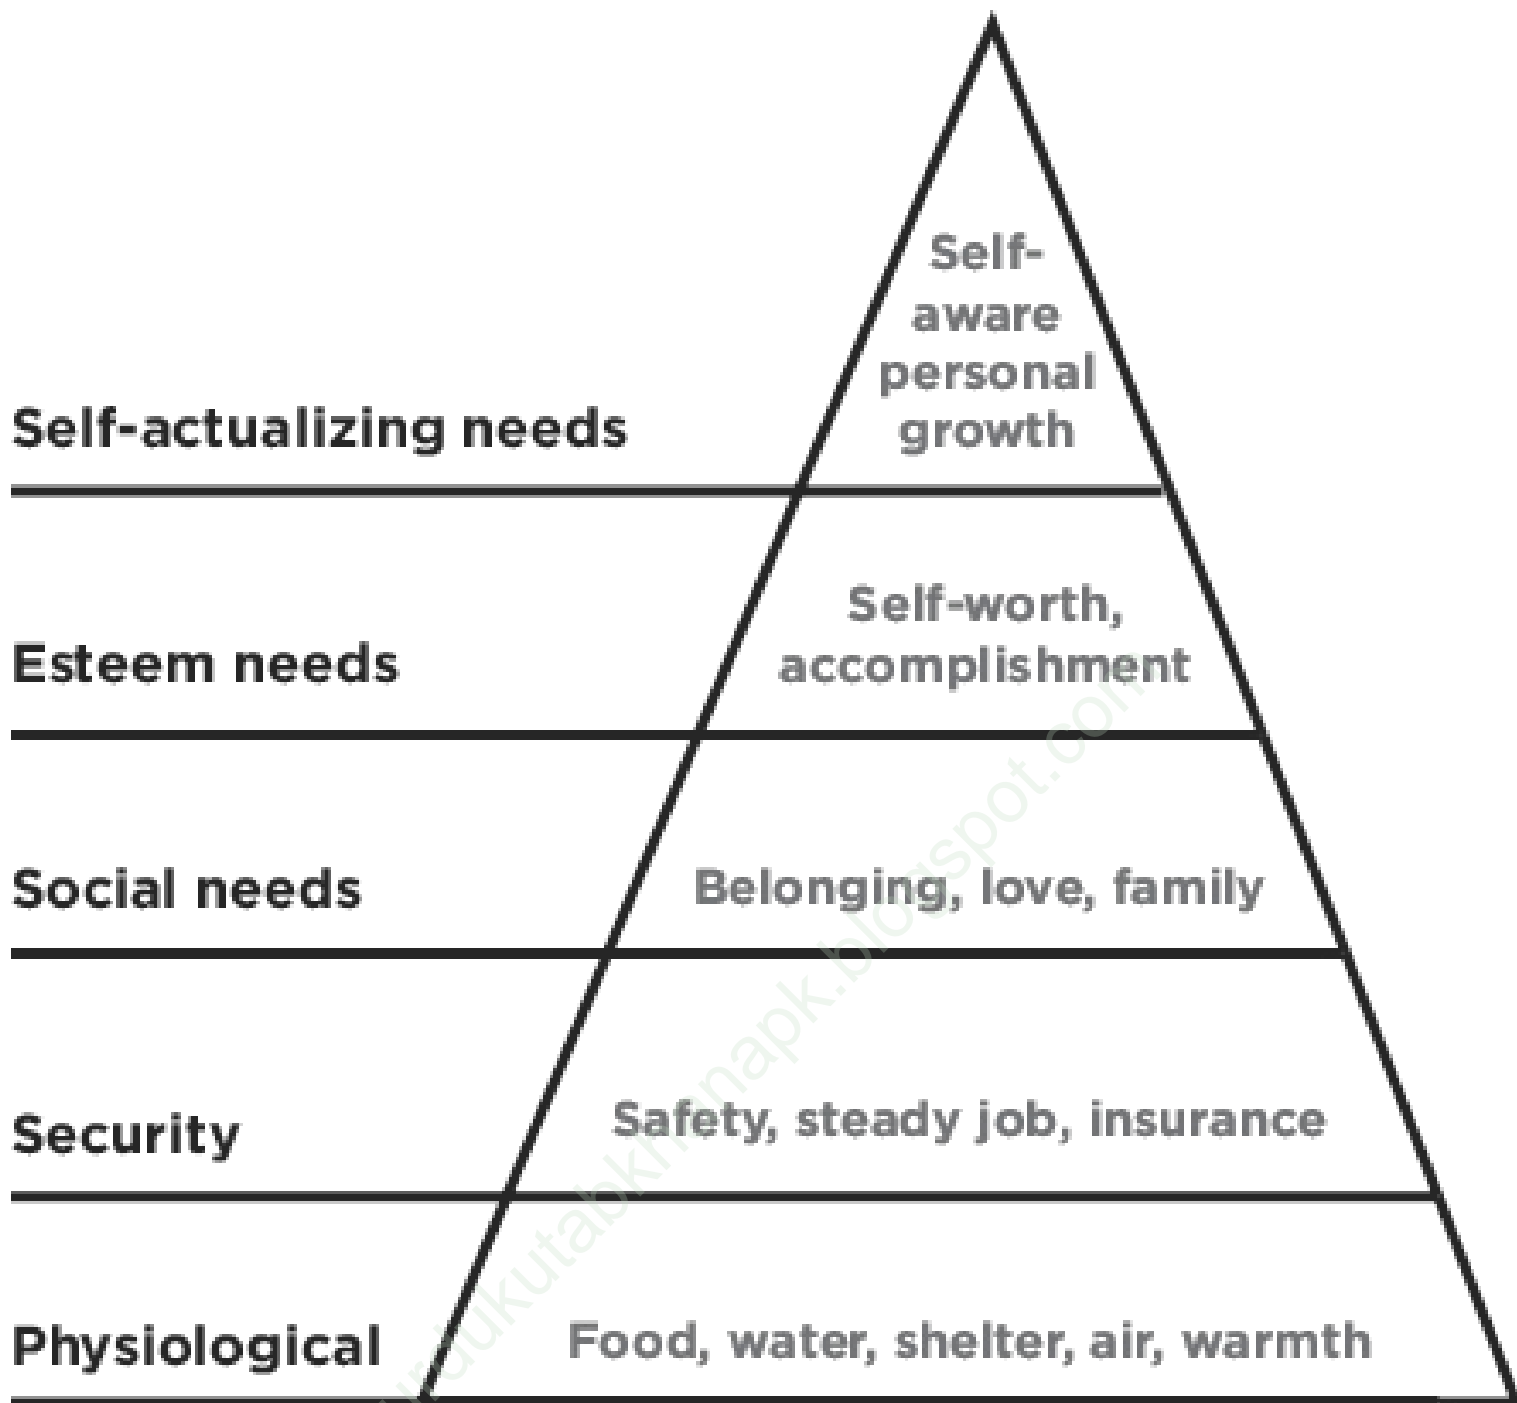 Self-
aware
personal
growth
Self-actualizing needs
Self-worth,
accomplishment
Esteem needs
Social needs
Belonging, love, family
Security
Safety, steady job, insurance
Physiological
Food, water, shelter, air, warmth